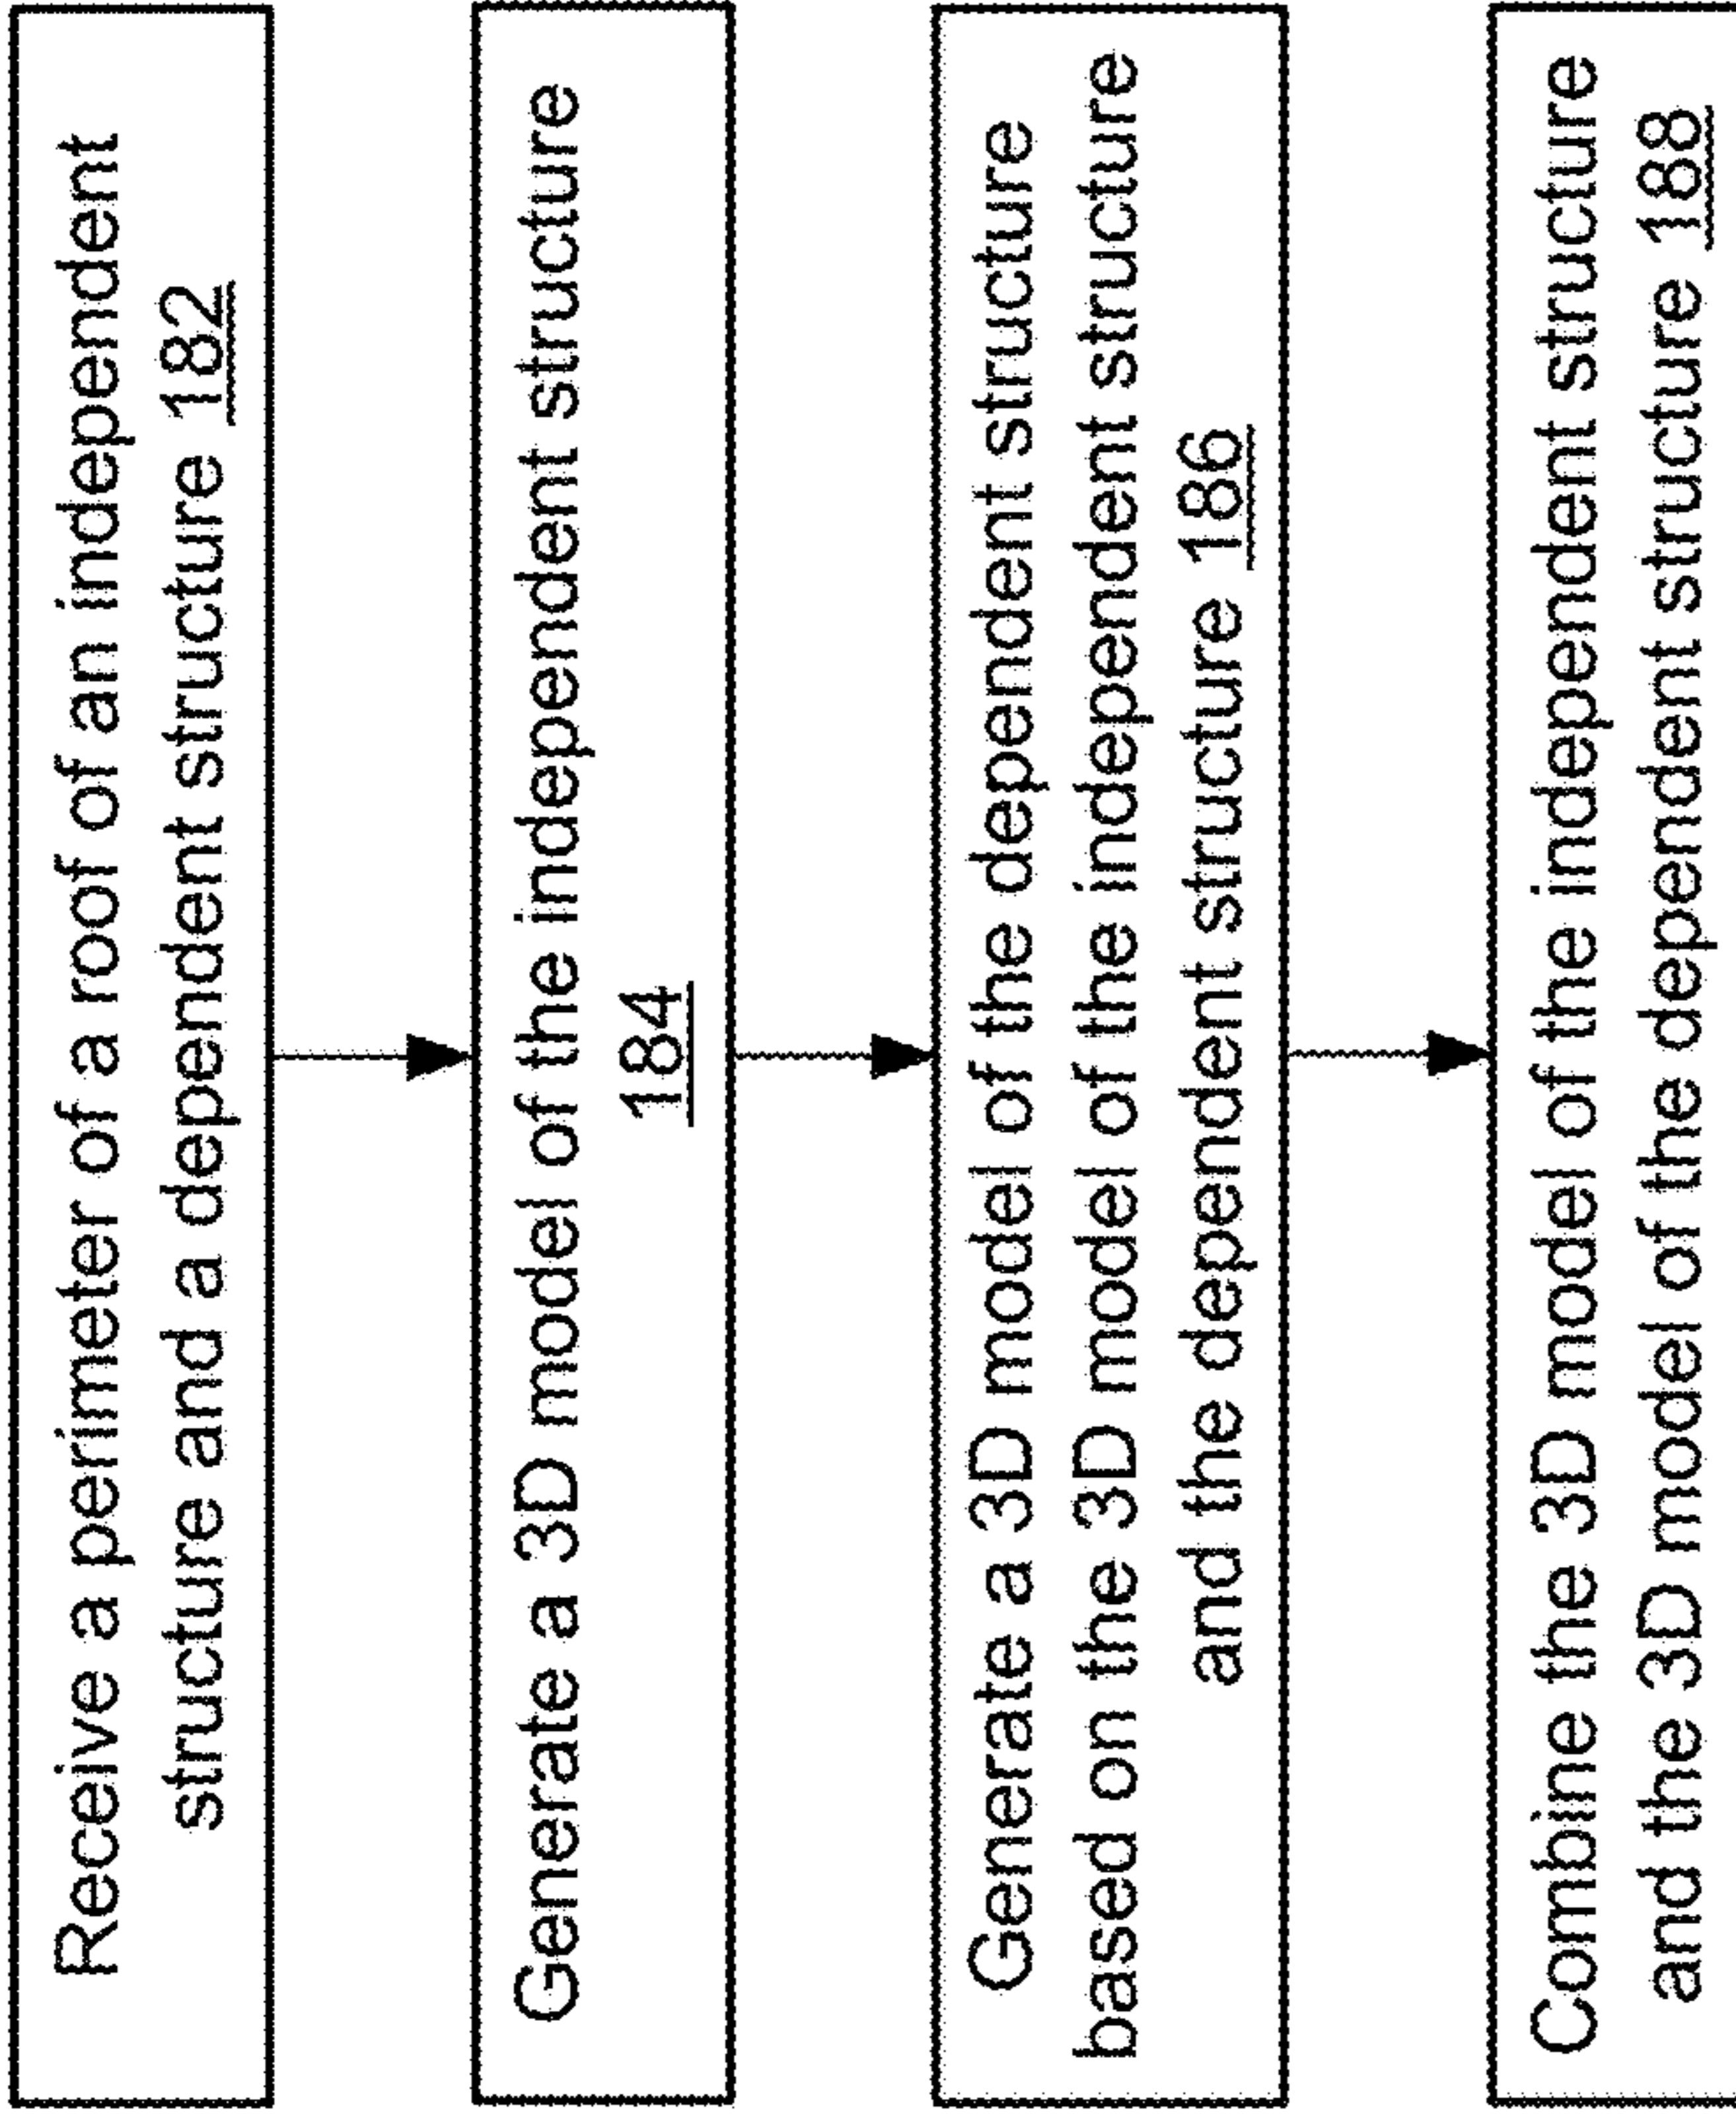 Receive a perimeter of a roof of an independent
structure and a dependent structure 182
Generate a 3D model of the independent structure
184
Generate a 3D model of the dependent structure
based on the 3D model of the independent structure
and the dependent structure 186
Combine the 3D model of the independent structure
and the 3D model of the dependent structure 188